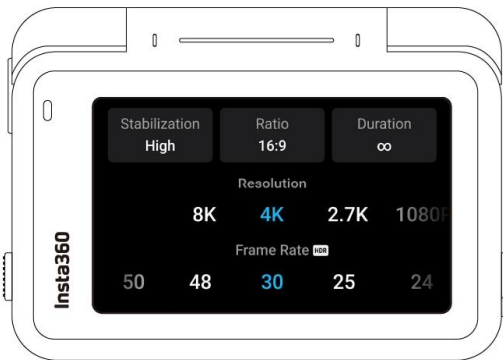 Stabilization Ratio Duration
High 16:9 ∞
Resolution
8K 4K 2.7K 1080P
Frame Rate HDR
50 48 30 25 24
Insta360